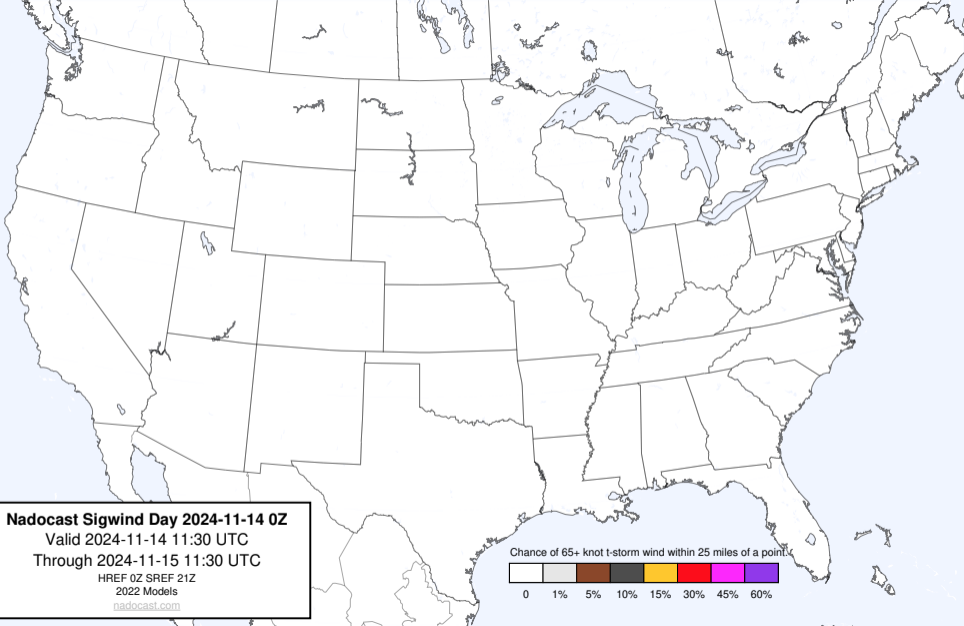 Nadocast Sigwind Day 2024-11-14 0Z
Valid 2024-11-14 11:30 UTC
Through 2024-11-15 11:30 UTC
HREF 0Z SREF 21Z
2022 Models
nadocast.com
Chance of 65+ knot t-storm wind within 25 miles of a point.
0 1% 5% 10% 15% 30% 45% 60%